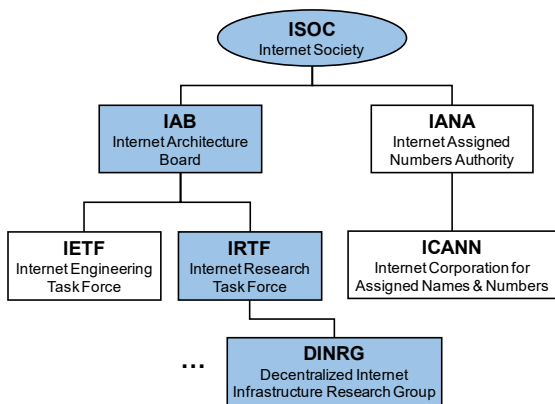 ISOC
Internet Society
IAB
Internet Architecture
Board
IANA
Internet Assigned
Numbers Authority
IETF
Internet Engineering
Task Force
IRTF
Internet Research
Task Force
ICANN
Internet Corporation for
Assigned Names & Numbers
...
DINRG
Decentralized Internet
Infrastructure Research Group